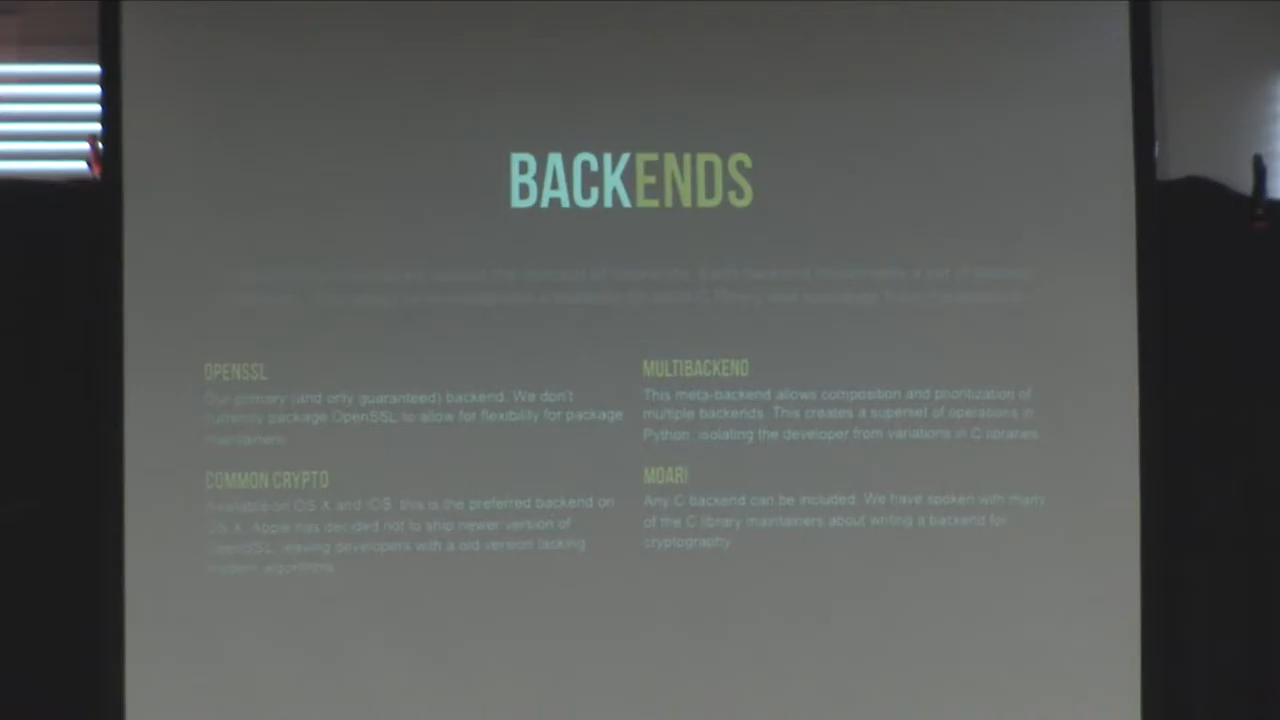 BACKENDS
OPENSSL
Our primary (and only guaranteed) backend. We don't
currently package OpenSSL to allow for flexibility for package
maintainers.
COMMON CRYPTO
Available on OS X and iOS, this is the preferred backend on
OS X. Apple has decided not to ship newer version of
OpenSSL, leaving developers with a old version lacking
modern algorithms.
MULTIBACKEND
This meta-backend allows composition and prioritization of
multiple backends. This creates a superset of operations in
Python, isolating the developer from variations in C libraries.
MOAR!
Any C backend can be included. We have spoken with many
of the C library maintainers about writing a backend for
cryptography.